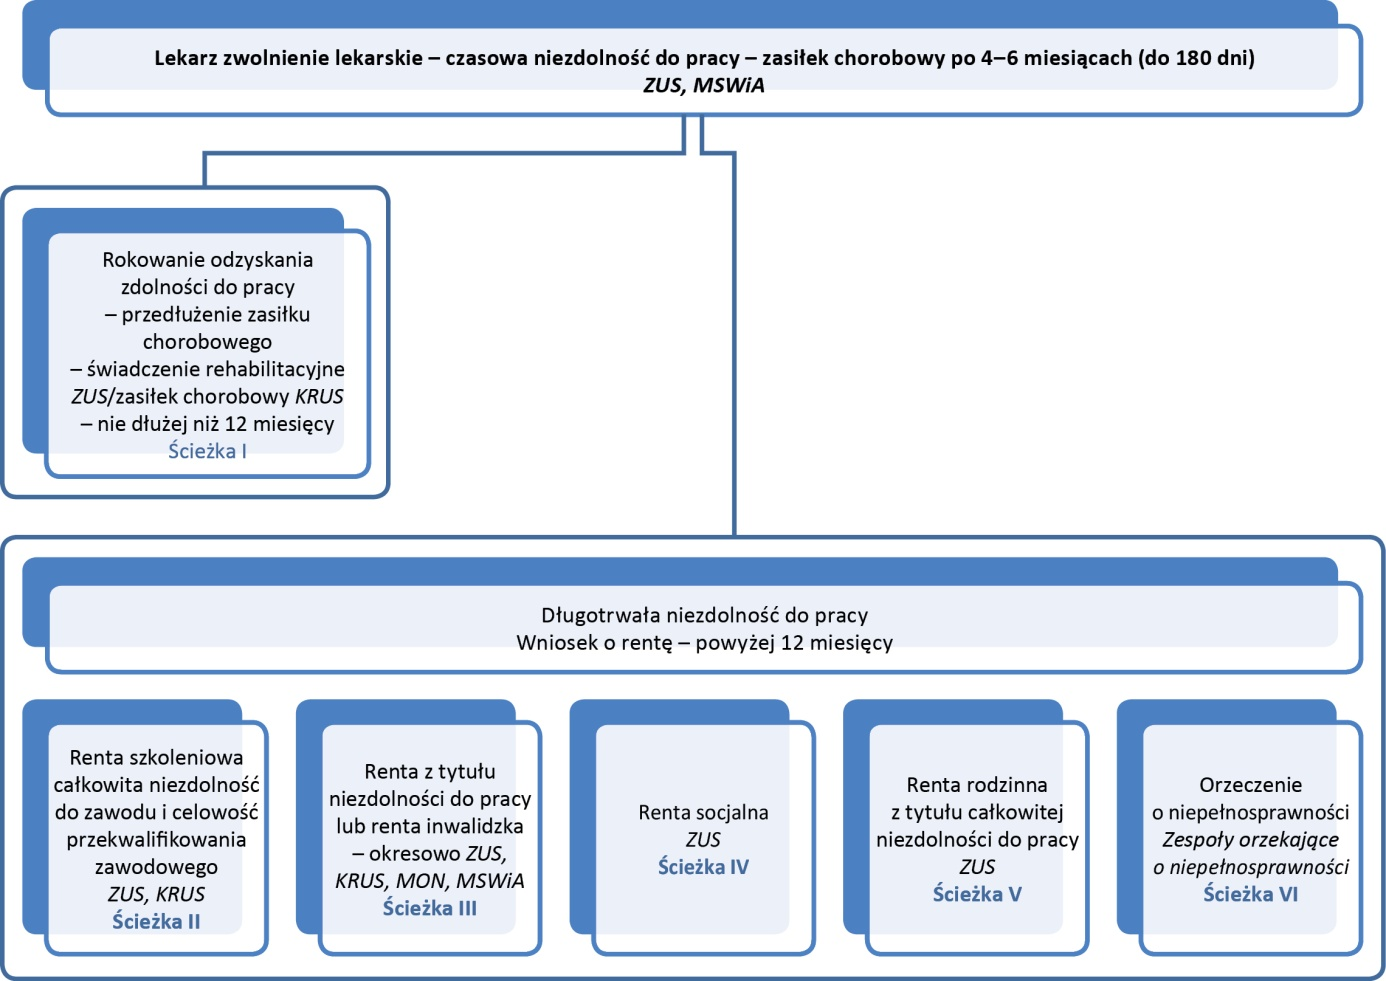 Lekarz zwolnienie lekarskie – czasowa niezdolność do pracy – zasiłek chorobowy po 4–6 miesiącach (do 180 dni)
ZUS, MSWiA
Rokowanie odzyskania
zdolności do pracy
– przedłużenie zasiłku
chorobowego
– świadczenie rehabilitacyjne
ZUS/zasiłek chorobowy KRUS
– nie dłużej niż 12 miesięcy
Ścieżka I
Długotrwała niezdolność do pracy
Wniosek o rentę – powyżej 12 miesięcy
Renta szkoleniowa
całkowita niezdolność
do zawodu i celowość
przekwalifikowania
zawodowego
ZUS, KRUS
Ścieżka II
Renta z tytułu
niezdolności do pracy
lub renta inwalidzka
– okresowo ZUS,
KRUS, MON, MSWiA
Ścieżka III
Renta socjalna
ZUS
Ścieżka IV
Renta rodzinna
z tytułu całkowitej
niezdolności do pracy
ZUS
Ścieżka V
Orzeczenie
o niepełnosprawności
Zespoły orzekające
o niepełnosprawności
Ścieżka VI